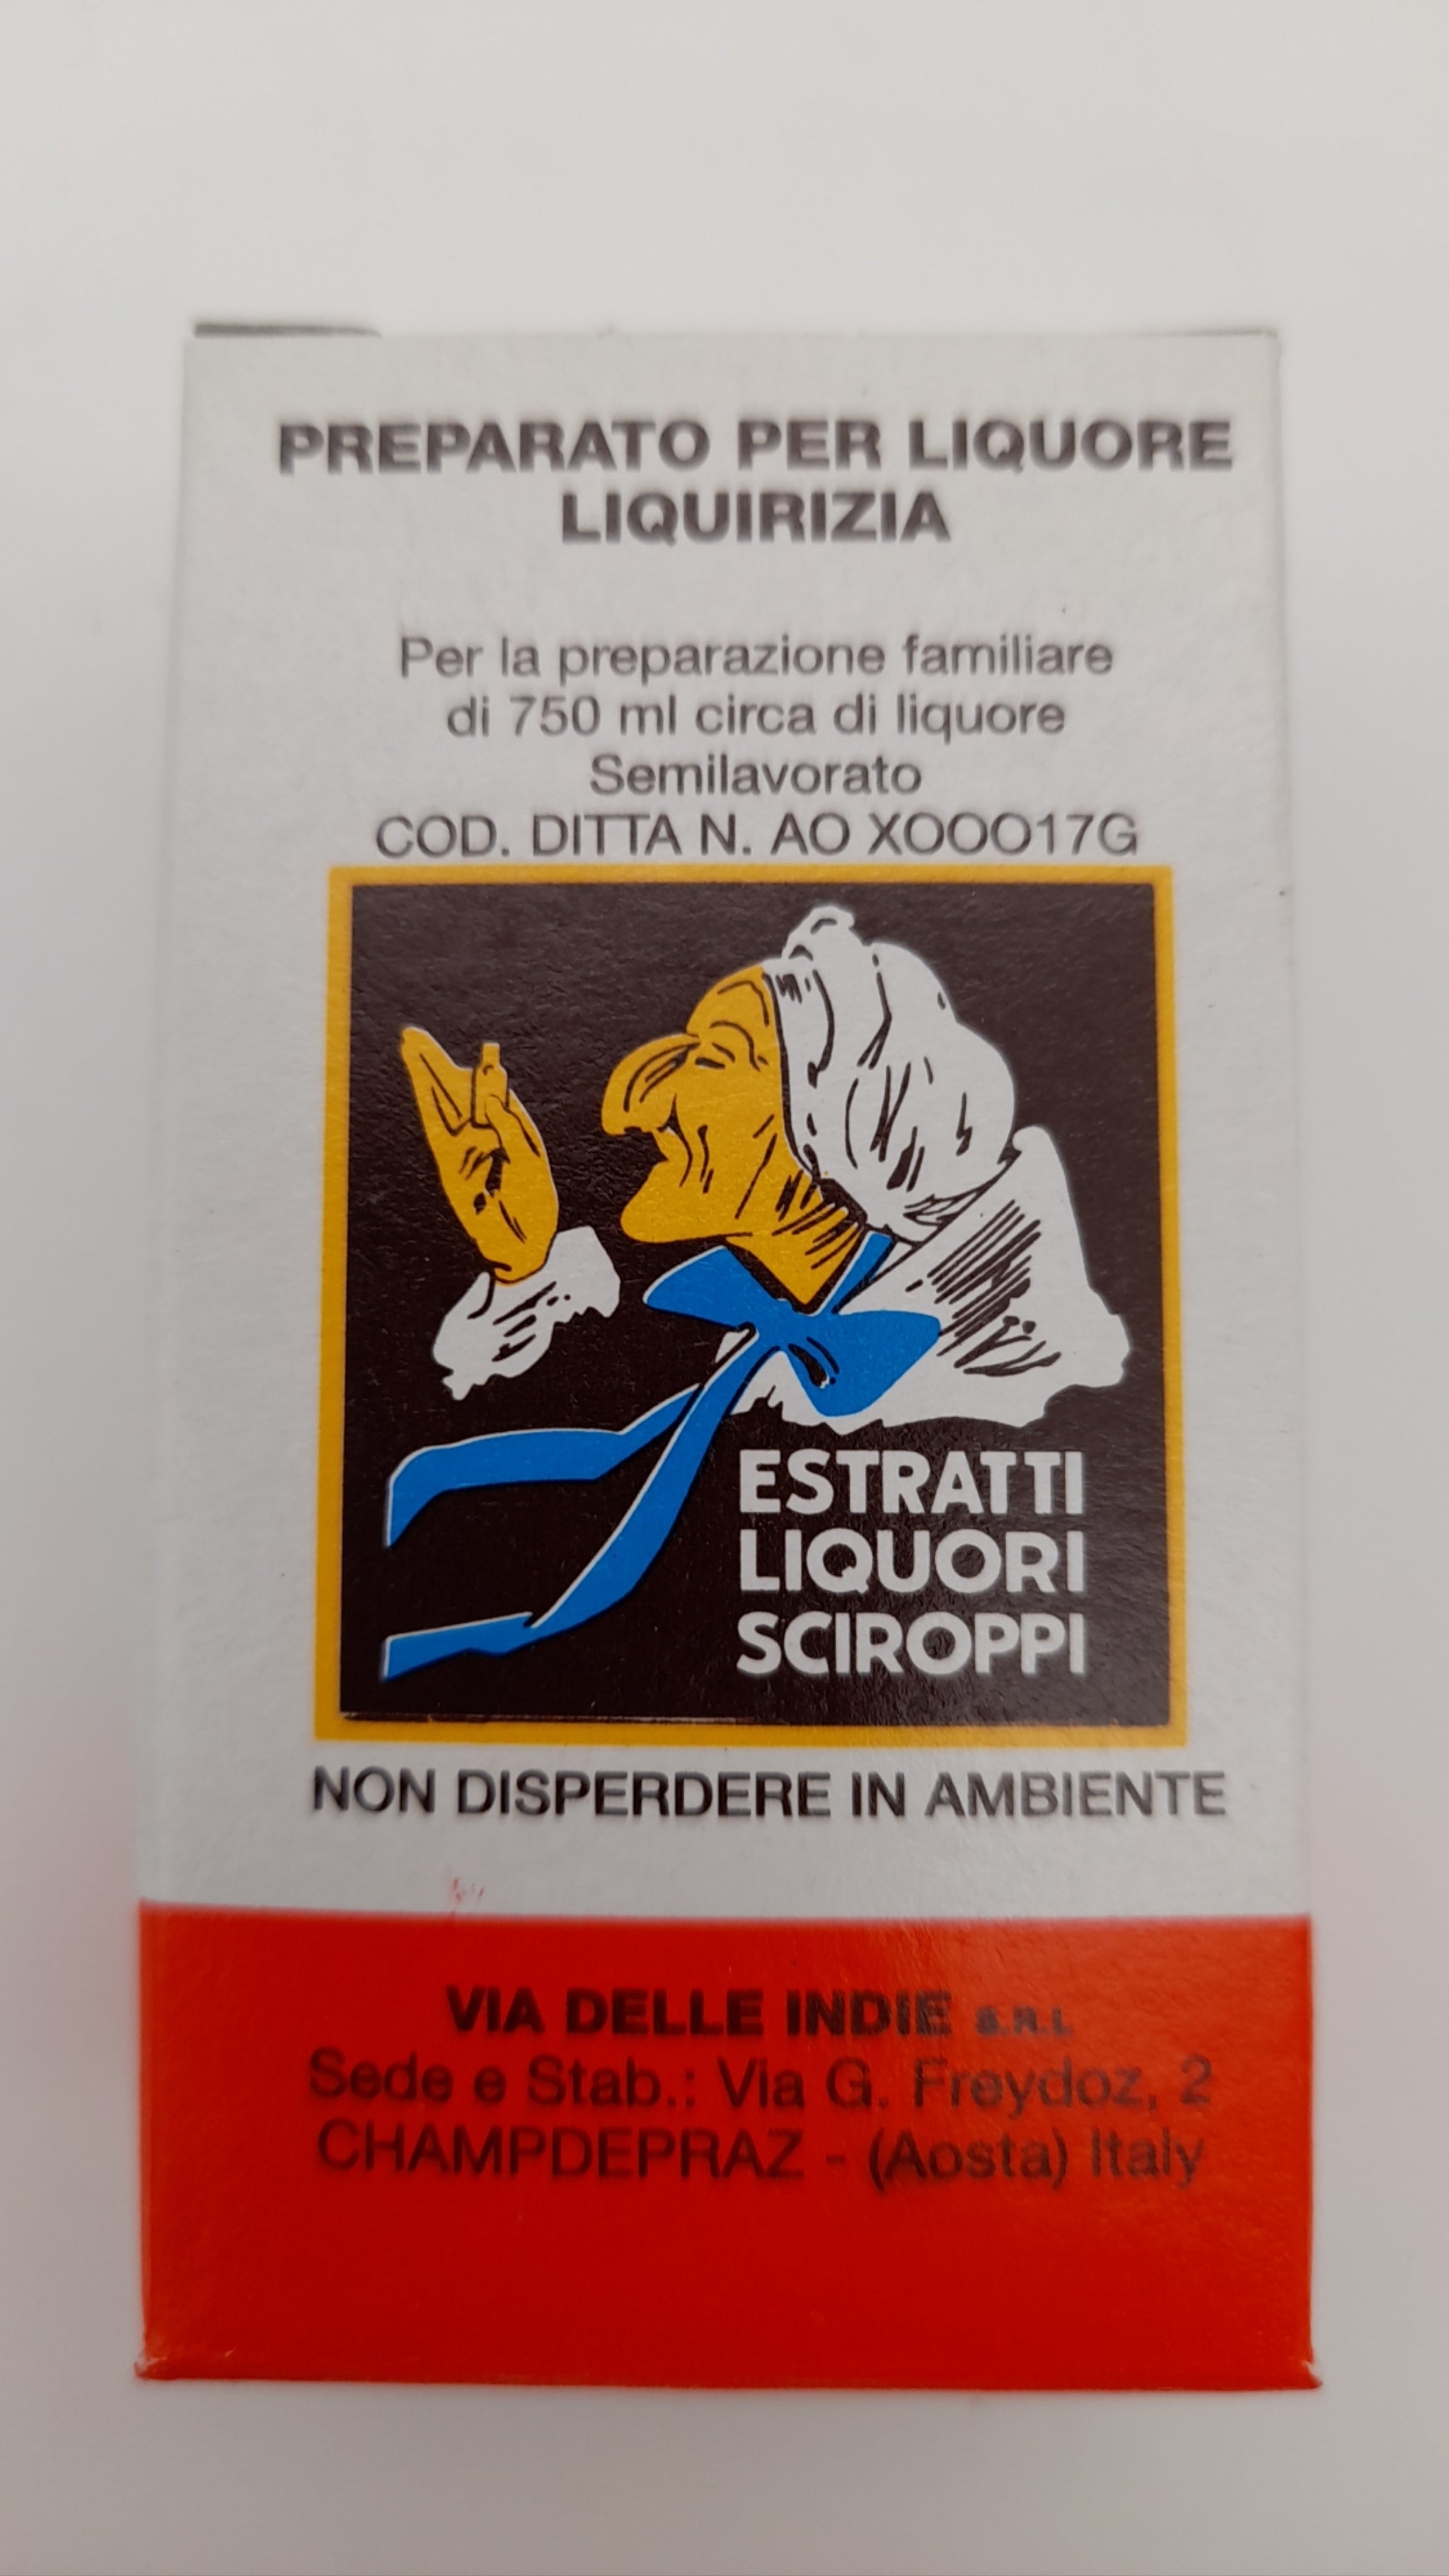 PREPARATO PER LIQUORE
LIQUIRIZIA
Per la preparazione familiare
di 750 ml circa di liquore
Semilavorato
COD. DITTA N. AO XOOO17G
ESTRATTI
LIQUORI
SCIROPPI
NON DISPERDERE IN AMBIENTE
VIA DELLE INDIE S.R.L.
Sede e Stab.: Via G. Freydoz, 2
CHAMPDEPRAZ - (Aosta) Italy